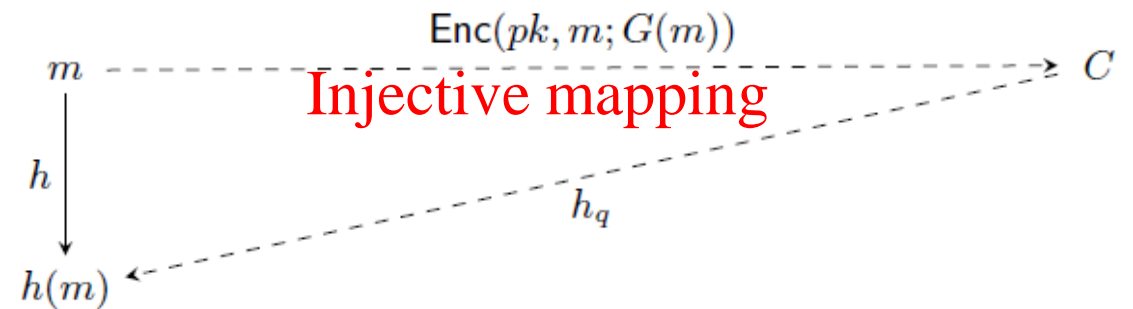 Enc(pk, m; G(m))
m C
Injective mapping
h
h_q
h(m)